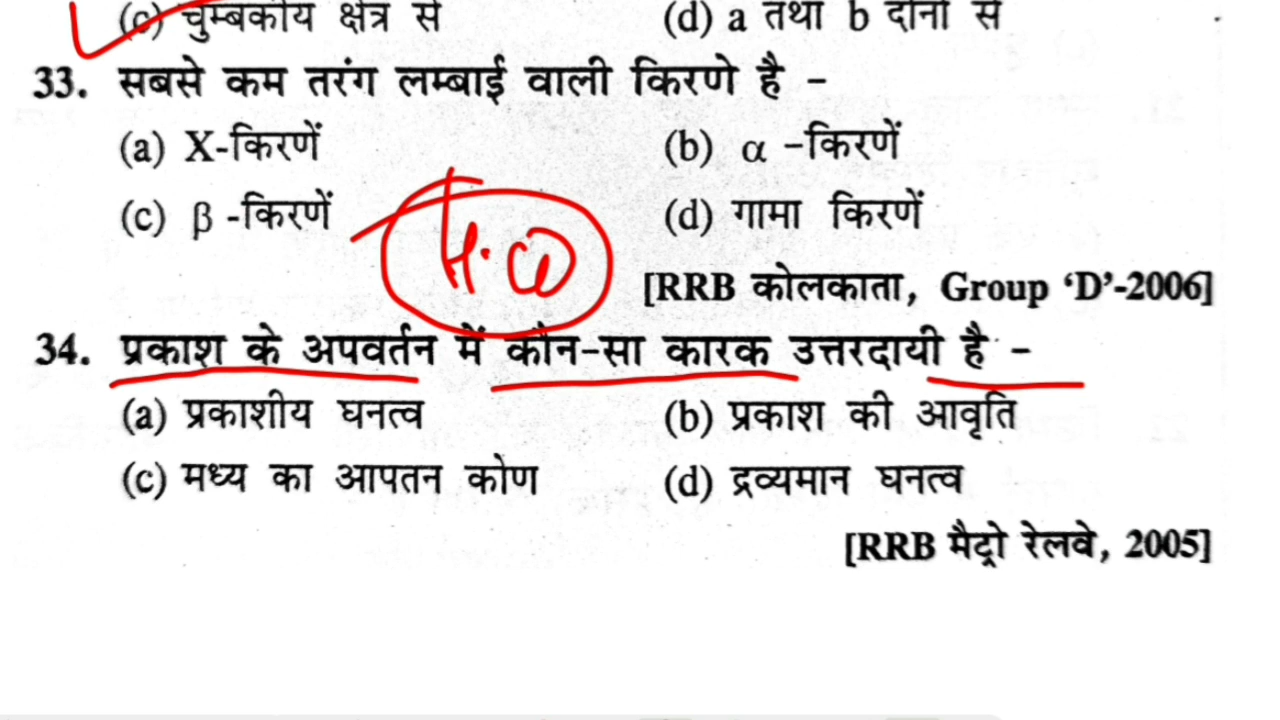 (c) चुम्बकीय क्षेत्र से (d) a तथा b दोनों से
33. सबसे कम तरंग लम्बाई वाली किरणे है –
(a) X-किरणें (b) α -किरणें
(c) β -किरणें (d) गामा किरणें
H.W
[RRB कोलकाता, Group ‘D’-2006]
34. प्रकाश के अपवर्तन में कौन-सा कारक उत्तरदायी है –
(a) प्रकाशीय घनत्व (b) प्रकाश की आवृति
(c) मध्य का आपतन कोण (d) द्रव्यमान घनत्व
[RRB मैट्रो रेलवे, 2005]